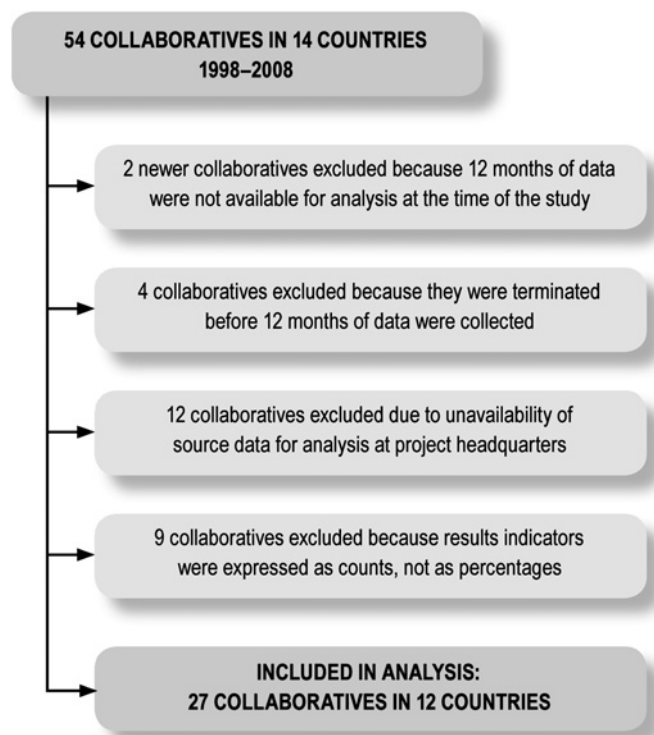 54 COLLABORATIVES IN 14 COUNTRIES
1998–2008
2 newer collaboratives excluded because 12 months of data
were not available for analysis at the time of the study
4 collaboratives excluded because they were terminated
before 12 months of data were collected
12 collaboratives excluded due to unavailability of
source data for analysis at project headquarters
9 collaboratives excluded because results indicators
were expressed as counts, not as percentages
INCLUDED IN ANALYSIS:
27 COLLABORATIVES IN 12 COUNTRIES